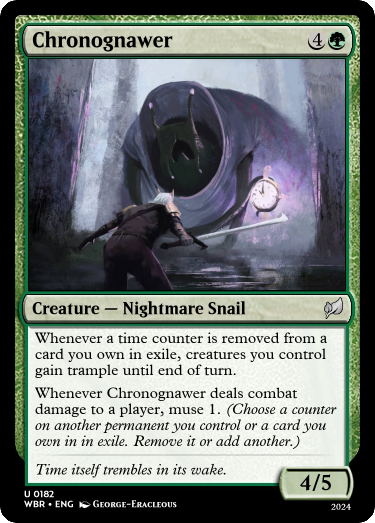 Chronognawer 4
Creature — Nightmare Snail
Whenever a time counter is removed from a
card you own in exile, creatures you control
gain trample until end of turn.
Whenever Chronognawer deals combat
damage to a player, muse 1. (Choose a counter
on another permanent you control or a card you
own in in exile. Remove it or add another.)
Time itself trembles in its wake.
4/5
U 0182
WBR • ENG George-Eracleous
2024